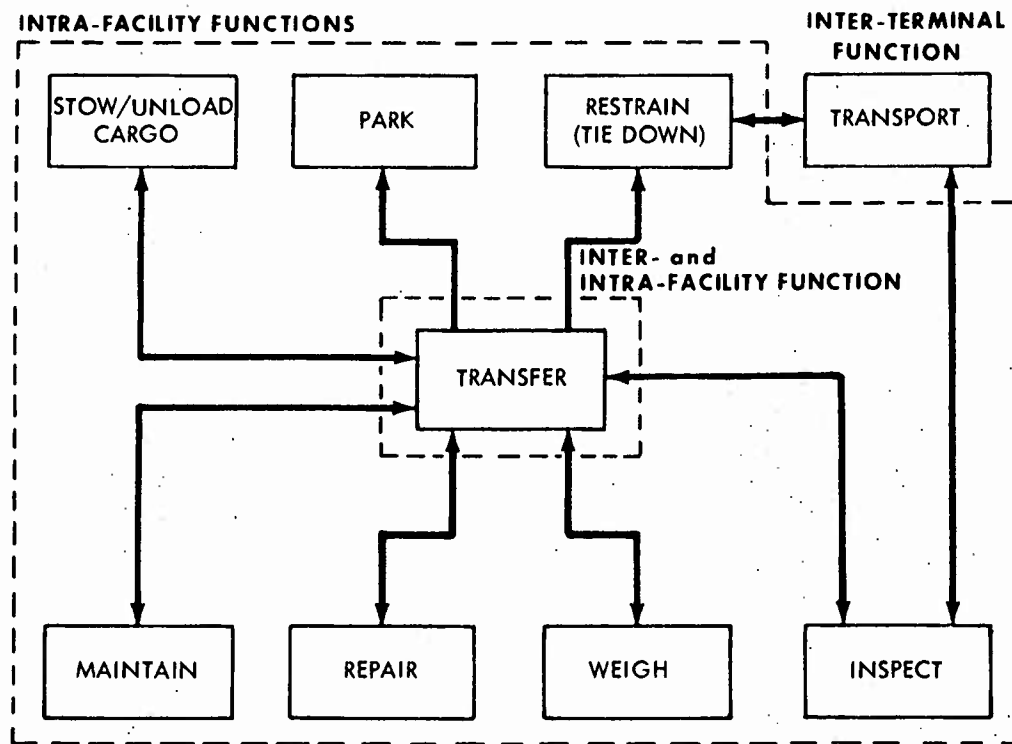 INTRA-FACILITY FUNCTIONS
INTER-TERMINAL
FUNCTION
STOW/UNLOAD
CARGO
PARK
RESTRAIN
(TIE DOWN)
TRANSPORT
INTER- and
INTRA-FACILITY FUNCTION
TRANSFER
MAINTAIN
REPAIR
WEIGH
INSPECT